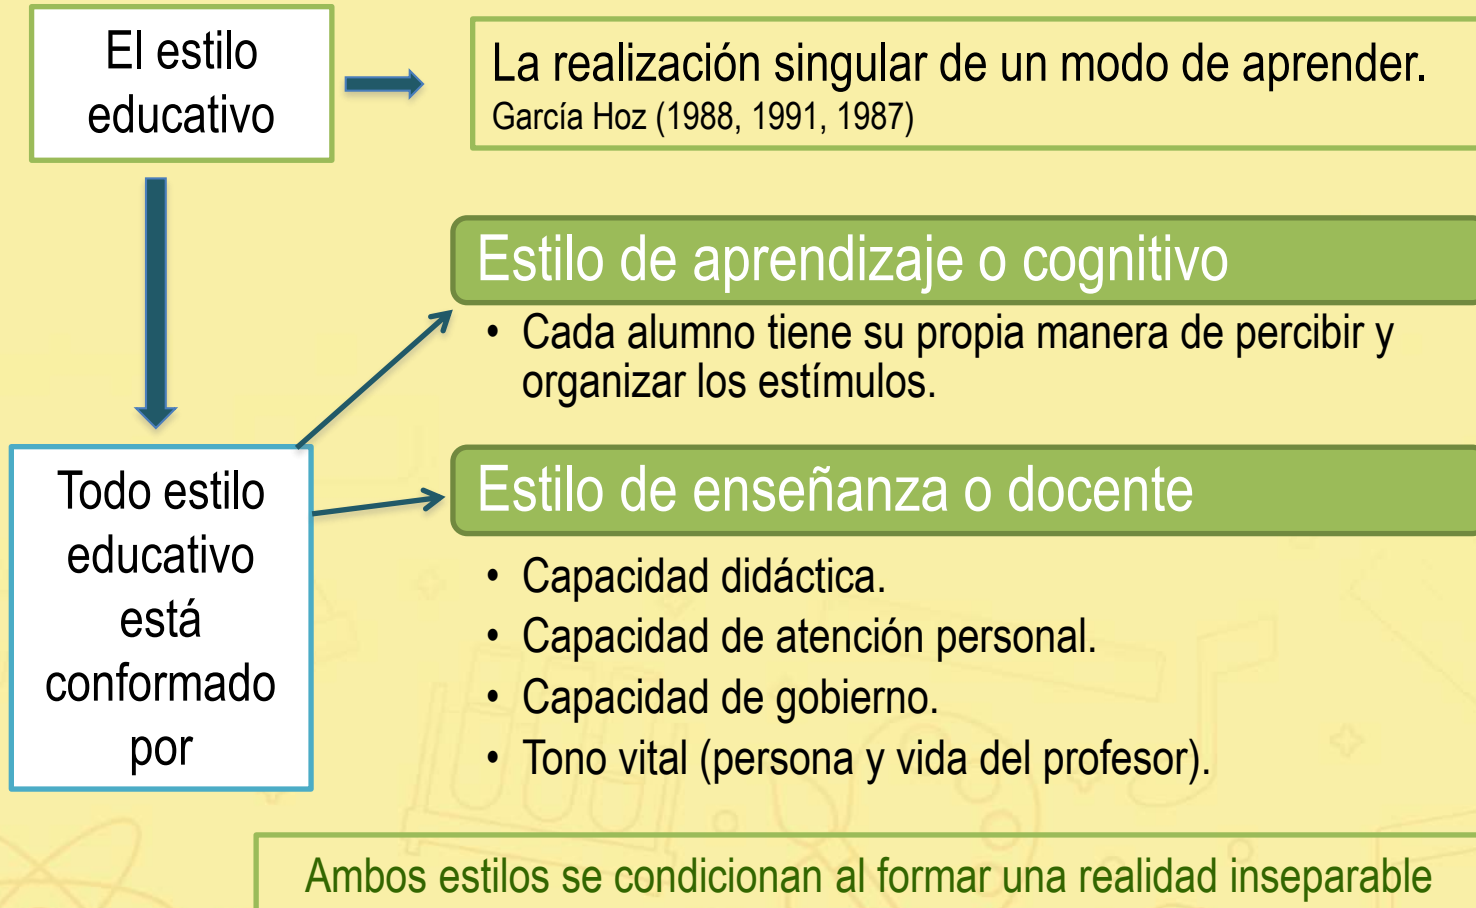 El estilo
educativo
La realización singular de un modo de aprender.
García Hoz (1988, 1991, 1987)
Estilo de aprendizaje o cognitivo
• Cada alumno tiene su propia manera de percibir y
organizar los estímulos.
Todo estilo
educativo
está
conformado
por
Estilo de enseñanza o docente
• Capacidad didáctica.
• Capacidad de atención personal.
• Capacidad de gobierno.
• Tono vital (persona y vida del profesor).
Ambos estilos se condicionan al formar una realidad inseparable